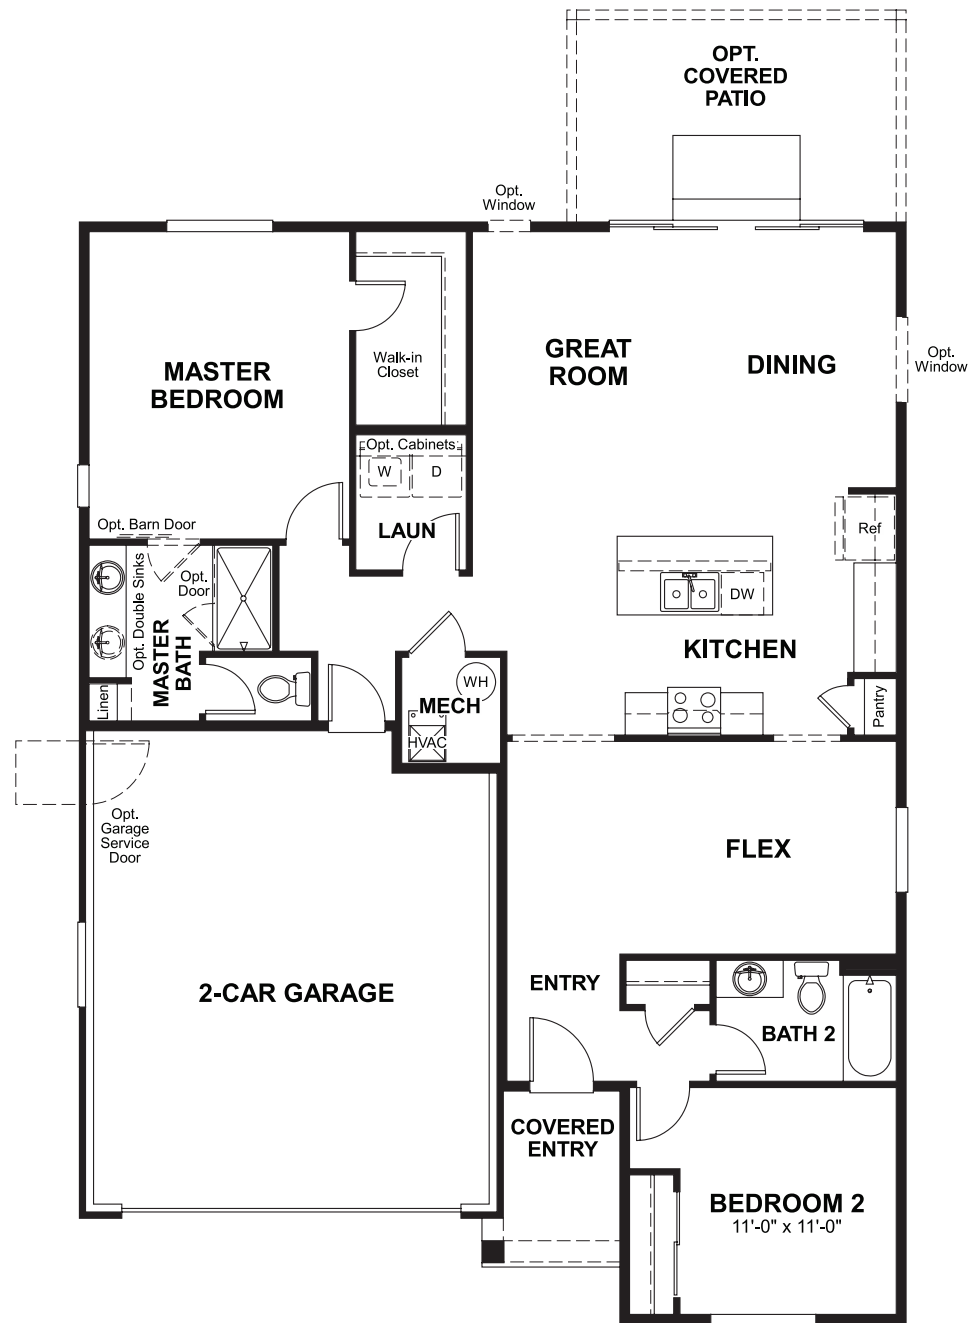 OPT.
COVERED
PATIO
Opt.
Window
GREAT
ROOM
DINING
Opt.
Window
Walk-in
Closet
MASTER
BEDROOM
Opt. Cabinets
W
D
LAUN
Opt. Barn Door
Opt.
Door
Opt. Double Sinks
MASTER
BATH
Linen
Ref
DW
KITCHEN
Pantry
WH
MECH
HVAC
Opt.
Garage
Service
Door
FLEX
2-CAR GARAGE
ENTRY
BATH 2
COVERED
ENTRY
BEDROOM 2
11'-0" x 11'-0"